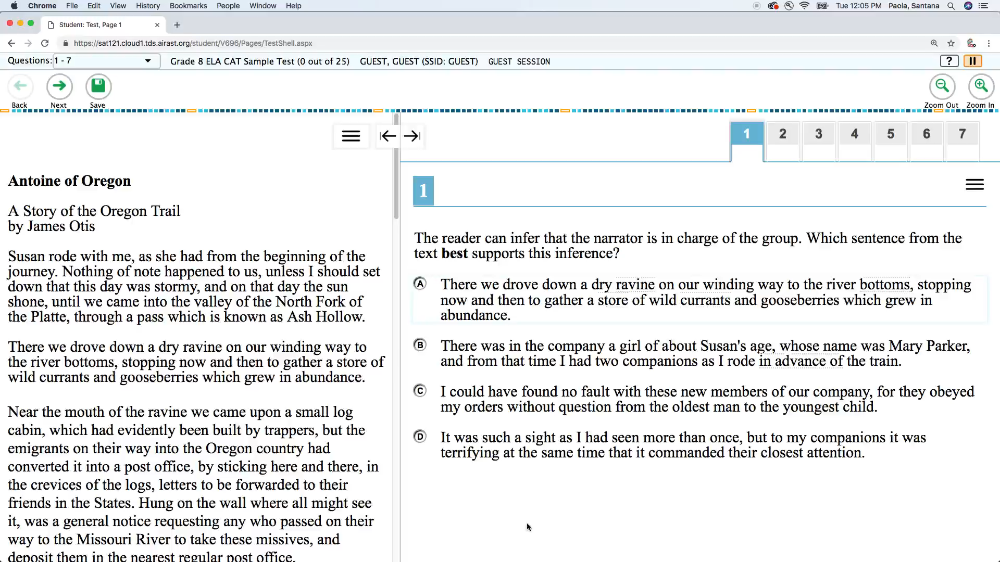 Chrome File Edit View History Bookmarks People Window Help Tue 12:05 PM Paola, Santana
Student: Test, Page 1
https://sat121.cloud1.tds.airast.org/student/V696/Pages/TestShell.aspx
Questions: 1 - 7 Grade 8 ELA CAT Sample Test (0 out of 25) GUEST, GUEST (SSID: GUEST) GUEST SESSION ?
Back Next Save Zoom Out Zoom In
1 2 3 4 5 6 7
Antoine of Oregon
A Story of the Oregon Trail
by James Otis
Susan rode with me, as she had from the beginning of the
journey. Nothing of note happened to us, unless I should set
down that this day was stormy, and on that day the sun
shone, until we came into the valley of the North Fork of
the Platte, through a pass which is known as Ash Hollow.
There we drove down a dry ravine on our winding way to
the river bottoms, stopping now and then to gather a store of
wild currants and gooseberries which grew in abundance.
Near the mouth of the ravine we came upon a small log
cabin, which had evidently been built by trappers, but the
emigrants on their way into the Oregon country had
converted it into a post office, by sticking here and there, in
the crevices of the logs, letters to be forwarded to their
friends in the States. Hung on the wall where all might see
it, was a general notice requesting any who passed on their
way to the Missouri River to take these missives, and
deposit them in the nearest regular post office.
1
The reader can infer that the narrator is in charge of the group. Which sentence from the
text best supports this inference?
A There we drove down a dry ravine on our winding way to the river bottoms, stopping
now and then to gather a store of wild currants and gooseberries which grew in
abundance.
B There was in the company a girl of about Susan's age, whose name was Mary Parker,
and from that time I had two companions as I rode in advance of the train.
C I could have found no fault with these new members of our company, for they obeyed
my orders without question from the oldest man to the youngest child.
D It was such a sight as I had seen more than once, but to my companions it was
terrifying at the same time that it commanded their closest attention.